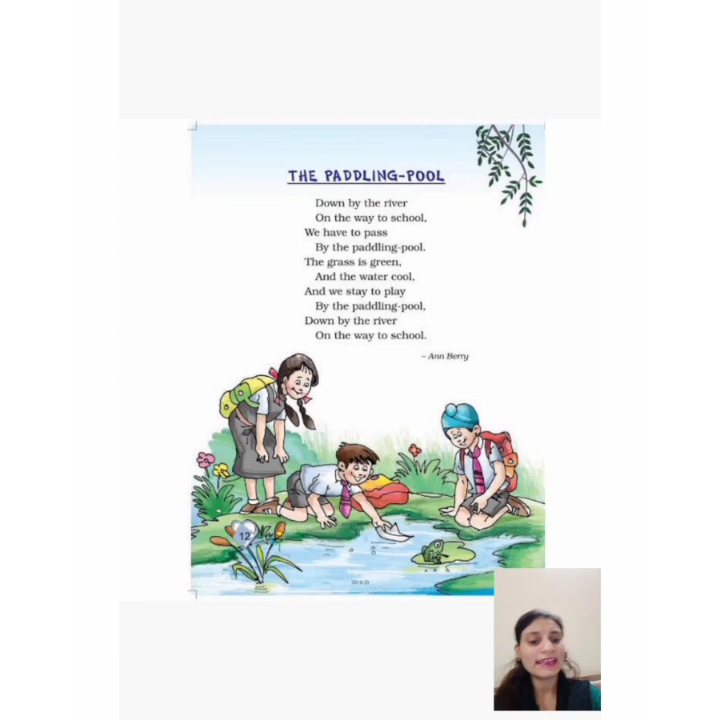 THE PADDLING-POOL
Down by the river
On the way to school,
We have to pass
By the paddling-pool.
The grass is green,
And the water cool,
And we stay to play
By the paddling-pool,
Down by the river
On the way to school.
– Ann Berry
12